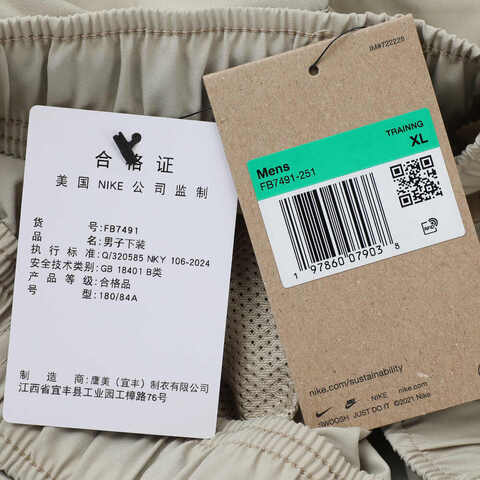 合格证
美国 NIKE 公司监制
货号:FB7491
品名:男子下装
执行标准:Q/320585 NKY 106-2024
安全技术类别:GB 18401 B类
产品等级:合格品
号型:180/84A
制造商:鹰美(宜丰)制衣有限公司
江西省宜丰县工业园工樟路76号
IM#722225
TRAINNG
XL
Mens
FB7491-251
1 97860 07903 8
nike.com/sustainability
nike.com
SWOOSH JUST DO IT ©2021 Nike